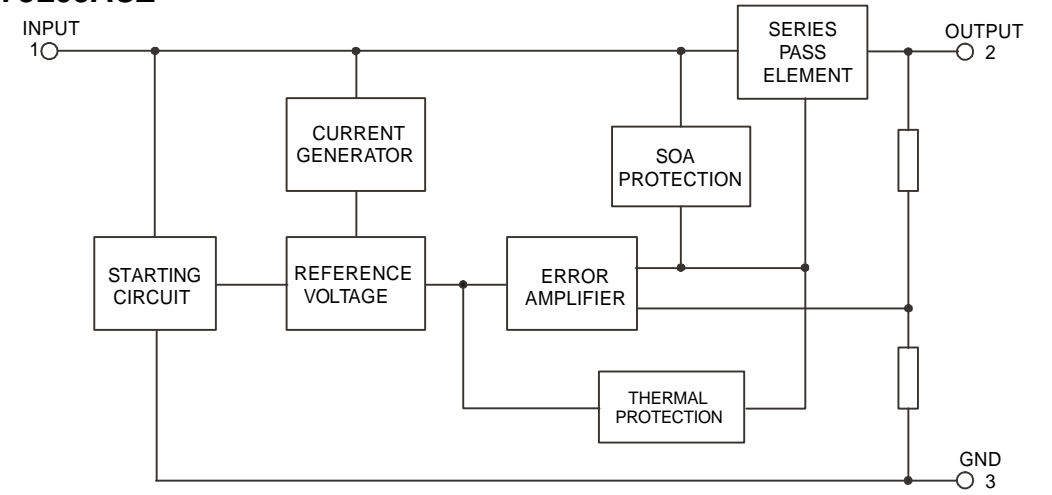 INPUT
1
SERIES
PASS
ELEMENT
OUTPUT
2
CURRENT
GENERATOR
SOA
PROTECTION
STARTING
CIRCUIT
REFERENCE
VOLTAGE
ERROR
AMPLIFIER
THERMAL
PROTECTION
GND
3